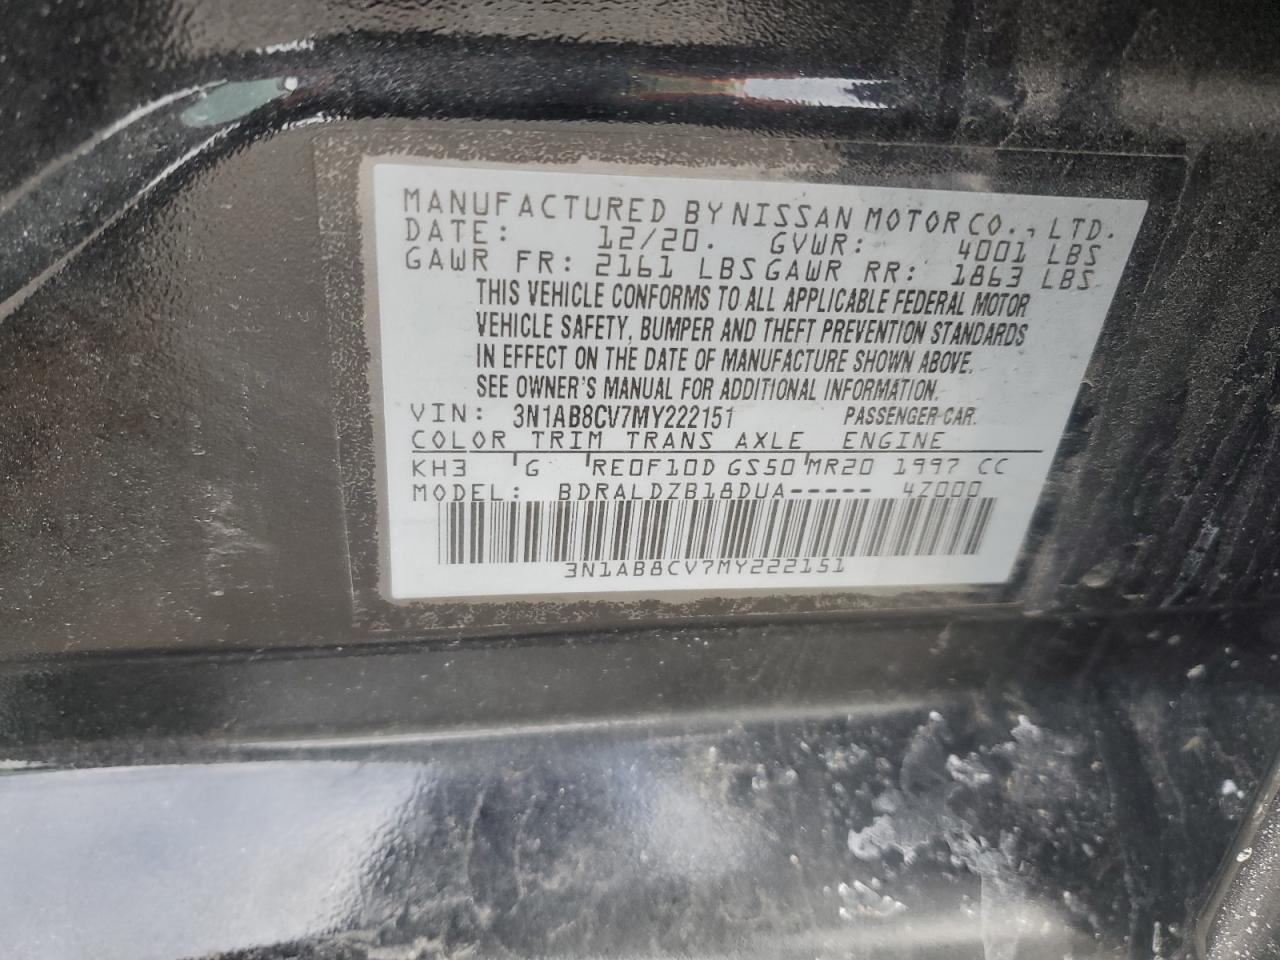 MANUFACTURED BY NISSAN MOTOR CO., LTD.
DATE: 12/20. GVWR: 4001 LBS
GAWR FR: 2161 LBS GAWR RR: 1863 LBS
THIS VEHICLE CONFORMS TO ALL APPLICABLE FEDERAL MOTOR
VEHICLE SAFETY, BUMPER AND THEFT PREVENTION STANDARDS
IN EFFECT ON THE DATE OF MANUFACTURE SHOWN ABOVE.
SEE OWNER'S MANUAL FOR ADDITIONAL INFORMATION.
VIN: 3N1AB8CV7MY222151 PASSENGER CAR.
COLOR TRIM TRANS AXLE ENGINE
KH3 G RE0F10D GS50 MR20 1997 CC
MODEL: BDRALDZB18DUA----- 4Z000
3N1AB8CV7MY222151